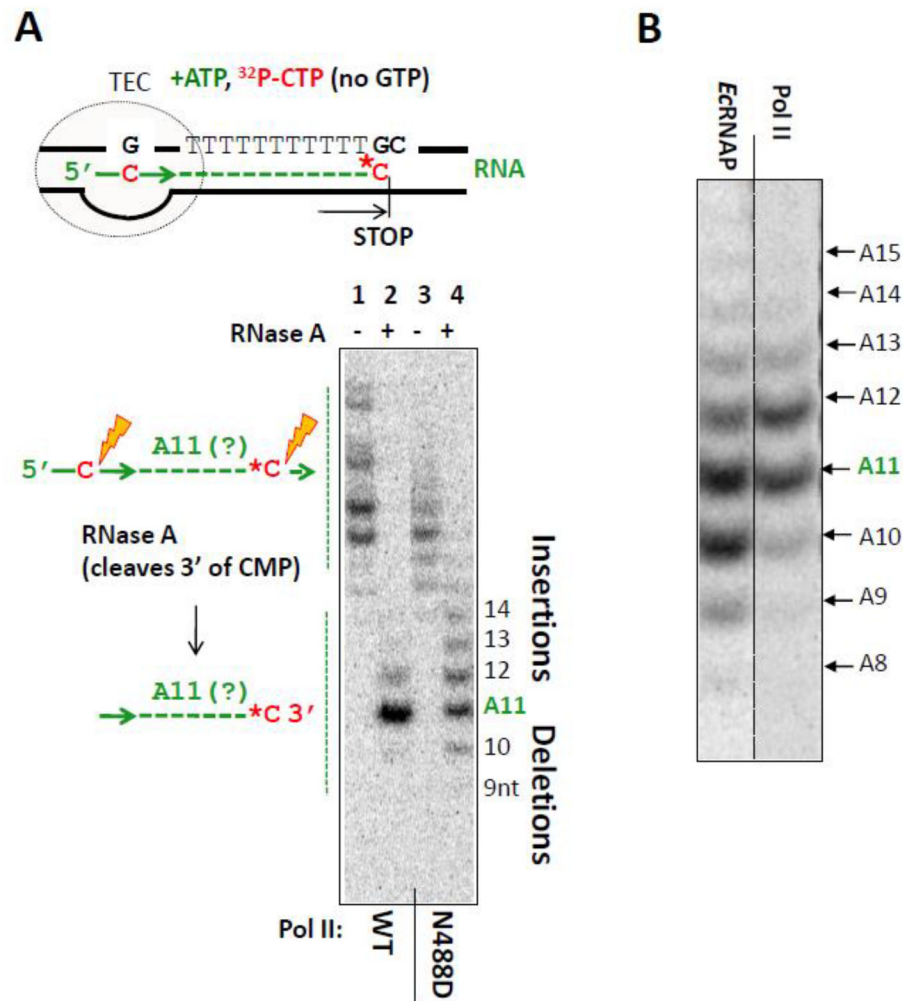 A
TEC +ATP, ³²P-CTP (no GTP)
G TTTTTTTTTTTGC
5′ C *C RNA
STOP
1 2 3 4
RNase A - + - +
A11 (?)
5′ C *C
RNase A
(cleaves 3′ of CMP)
A11 (?)
*C 3′
14
13
12
A11
10
9nt
Insertions
Deletions
Pol II: WT N488D
B
EcRNAP Pol II
A15
A14
A13
A12
A11
A10
A9
A8